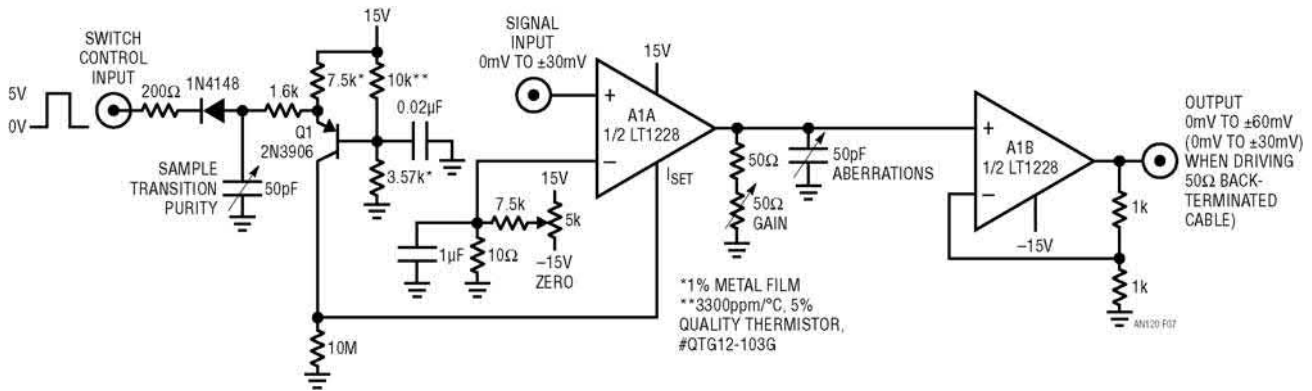 SWITCH
CONTROL
INPUT
5V
0V
200Ω
1N4148
1.6k
SAMPLE
TRANSITION
PURITY
50pF
15V
7.5k*
10k**
0.02µF
Q1
2N3906
3.57k*
10M
SIGNAL
INPUT
0mV TO ±30mV
15V
+
A1A
1/2 LT1228
–
ISET
15V
7.5k
5k
1µF
10Ω
–15V
ZERO
50Ω
50Ω
GAIN
50pF
ABERRATIONS
*1% METAL FILM
**3300ppm/°C, 5%
QUALITY THERMISTOR,
#QTG12-103G
+
A1B
1/2 LT1228
–
–15V
OUTPUT
0mV TO ±60mV
(0mV TO ±30mV)
WHEN DRIVING
50Ω BACK-
TERMINATED
CABLE)
1k
1k
AN120 F07